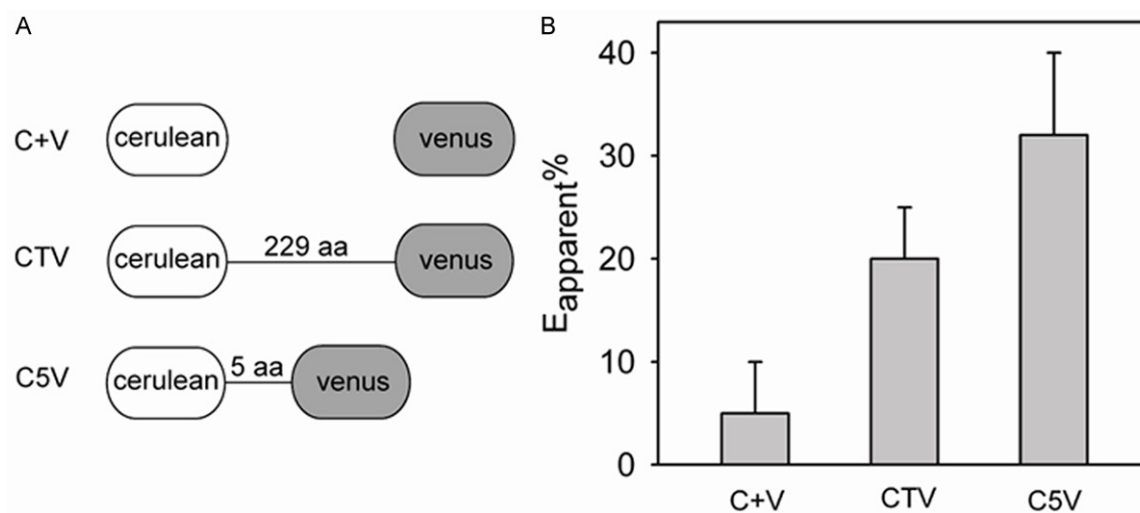 A
C+V
cerulean
venus
CTV
cerulean
229 aa
venus
C5V
cerulean
5 aa
venus
B
Eapparent%
40
30
20
10
0
C+V
CTV
C5V